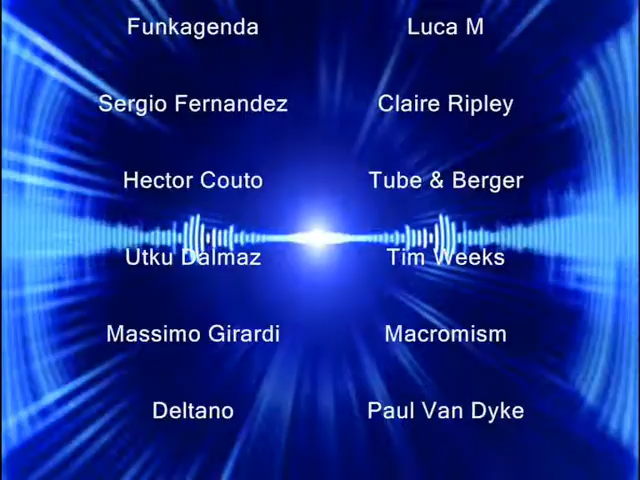 Funkagenda Luca M
Sergio Fernandez Claire Ripley
Hector Couto Tube & Berger
Utku Dalmaz Tim Weeks
Massimo Girardi Macromism
Deltano Paul Van Dyke